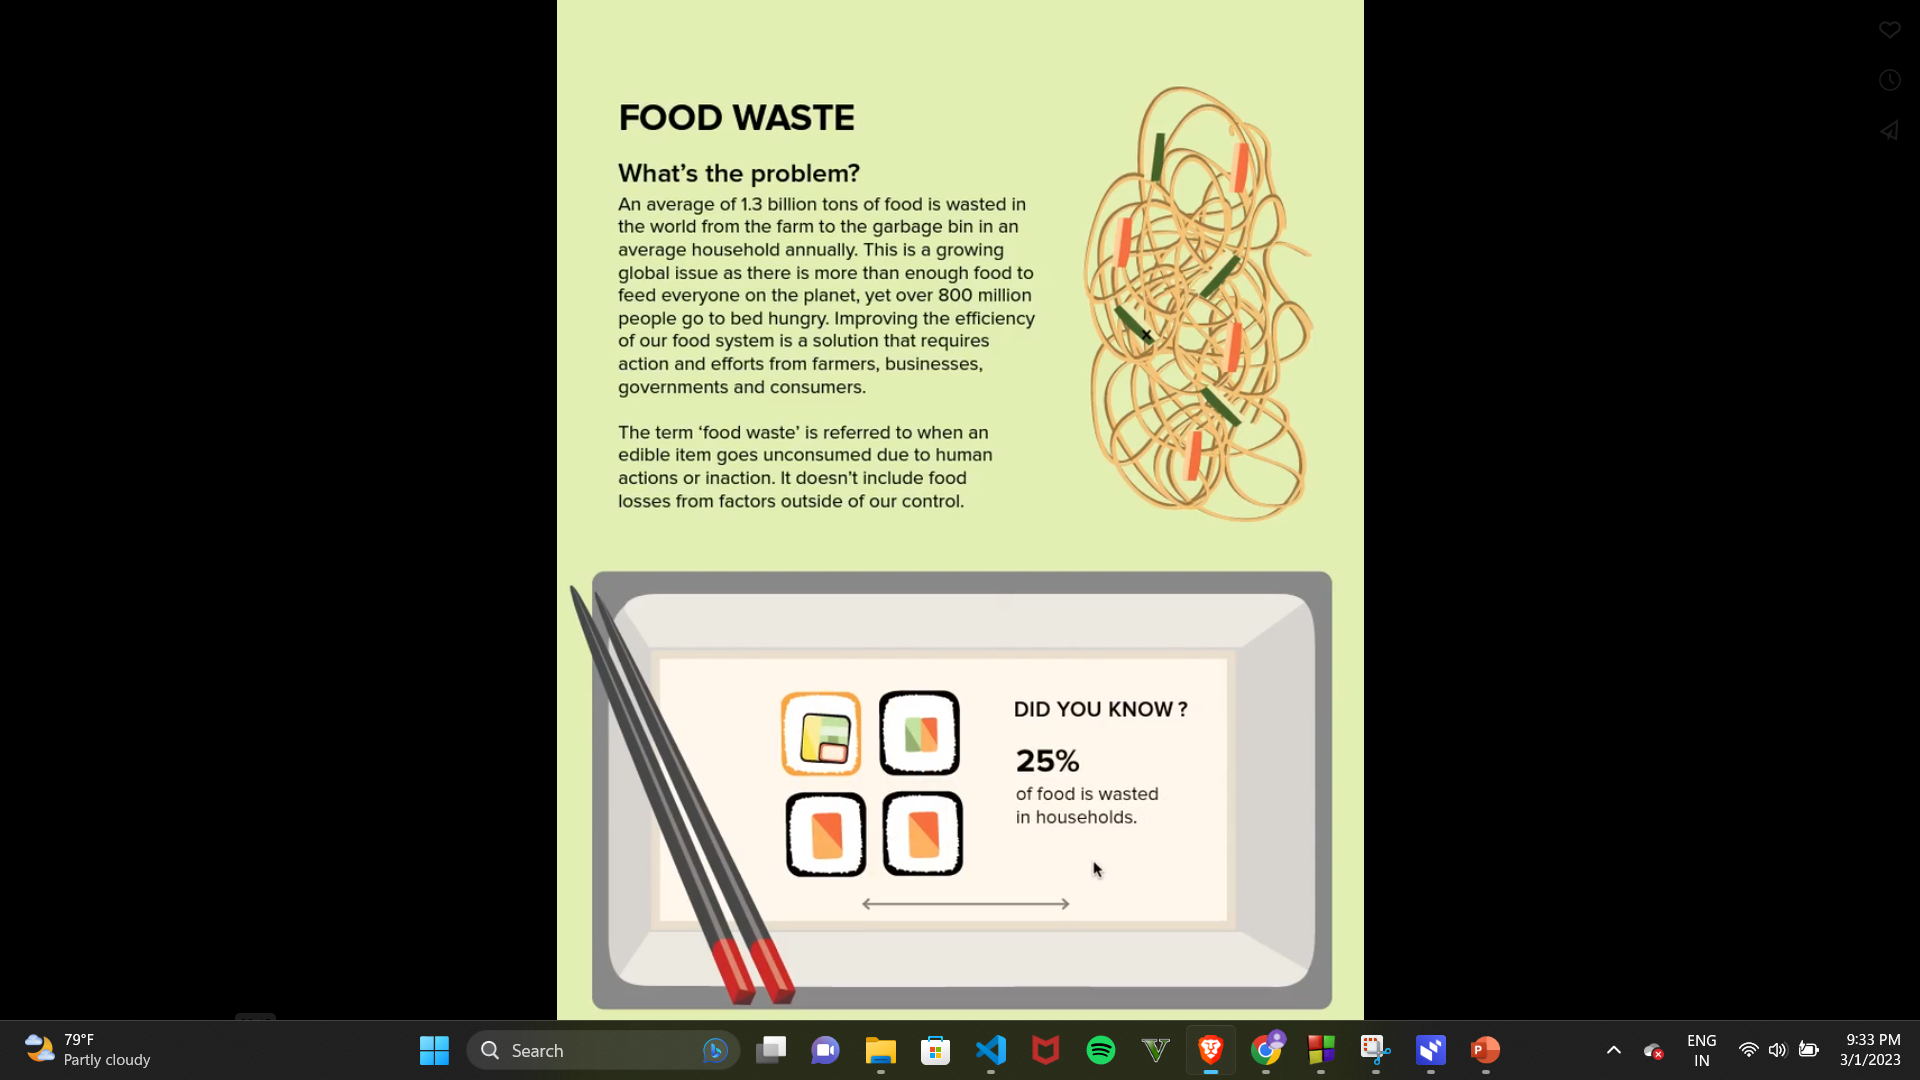 FOOD WASTE
What's the problem?
An average of 1.3 billion tons of food is wasted in
the world from the farm to the garbage bin in an
average household annually. This is a growing
global issue as there is more than enough food to
feed everyone on the planet, yet over 800 million
people go to bed hungry. Improving the efficiency
of our food system is a solution that requires
action and efforts from farmers, businesses,
governments and consumers.
The term ‘food waste’ is referred to when an
edible item goes unconsumed due to human
actions or inaction. It doesn't include food
losses from factors outside of our control.
DID YOU KNOW ?
25%
of food is wasted
in households.
79°F
Partly cloudy
Search
ENG
IN
9:33 PM
3/1/2023